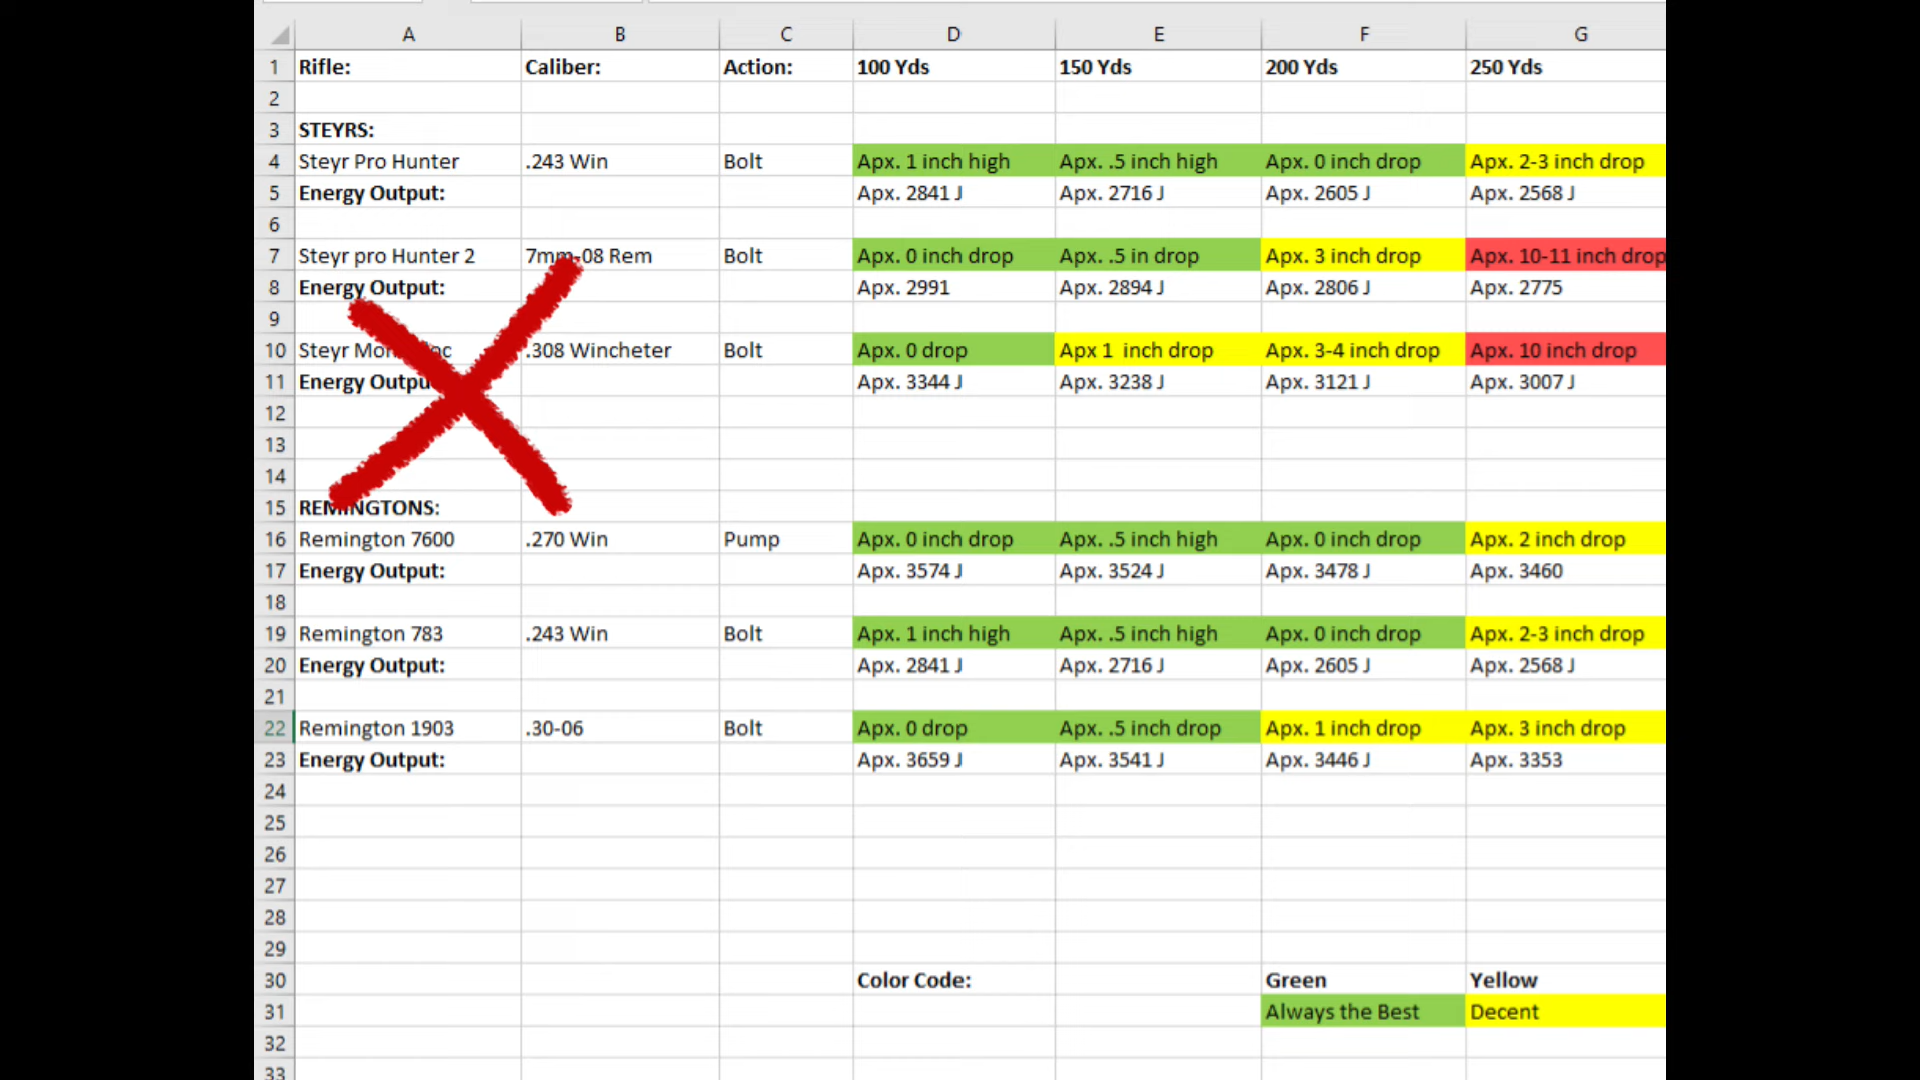 A B C D E F G
1 Rifle: Caliber: Action: 100 Yds 150 Yds 200 Yds 250 Yds
2
3 STEYRS:
4 Steyr Pro Hunter .243 Win Bolt Apx. 1 inch high Apx. .5 inch high Apx. 0 inch drop Apx. 2-3 inch drop
5 Energy Output: Apx. 2841 J Apx. 2716 J Apx. 2605 J Apx. 2568 J
6
7 Steyr pro Hunter 2 7mm-08 Rem Bolt Apx. 0 inch drop Apx. .5 in drop Apx. 3 inch drop Apx. 10-11 inch drop
8 Energy Output: Apx. 2991 Apx. 2894 J Apx. 2806 J Apx. 2775
9
10 Steyr .308 Wincheter Bolt Apx. 0 drop Apx 1 inch drop Apx. 3-4 inch drop Apx. 10 inch drop
11 Energy Apx. 3344 J Apx. 3238 J Apx. 3121 J Apx. 3007 J
12
13
14
15 REMINGTONS:
16 Remington 7600 .270 Win Pump Apx. 0 inch drop Apx. .5 inch high Apx. 0 inch drop Apx. 2 inch drop
17 Energy Output: Apx. 3574 J Apx. 3524 J Apx. 3478 J Apx. 3460
18
19 Remington 783 .243 Win Bolt Apx. 1 inch high Apx. .5 inch high Apx. 0 inch drop Apx. 2-3 inch drop
20 Energy Output: Apx. 2841 J Apx. 2716 J Apx. 2605 J Apx. 2568 J
21
22 Remington 1903 .30-06 Bolt Apx. 0 drop Apx. .5 inch drop Apx. 1 inch drop Apx. 3 inch drop
23 Energy Output: Apx. 3659 J Apx. 3541 J Apx. 3446 J Apx. 3353
24
25
26
27
28
29
30 Color Code: Green Yellow
31 Always the Best Decent
32
33